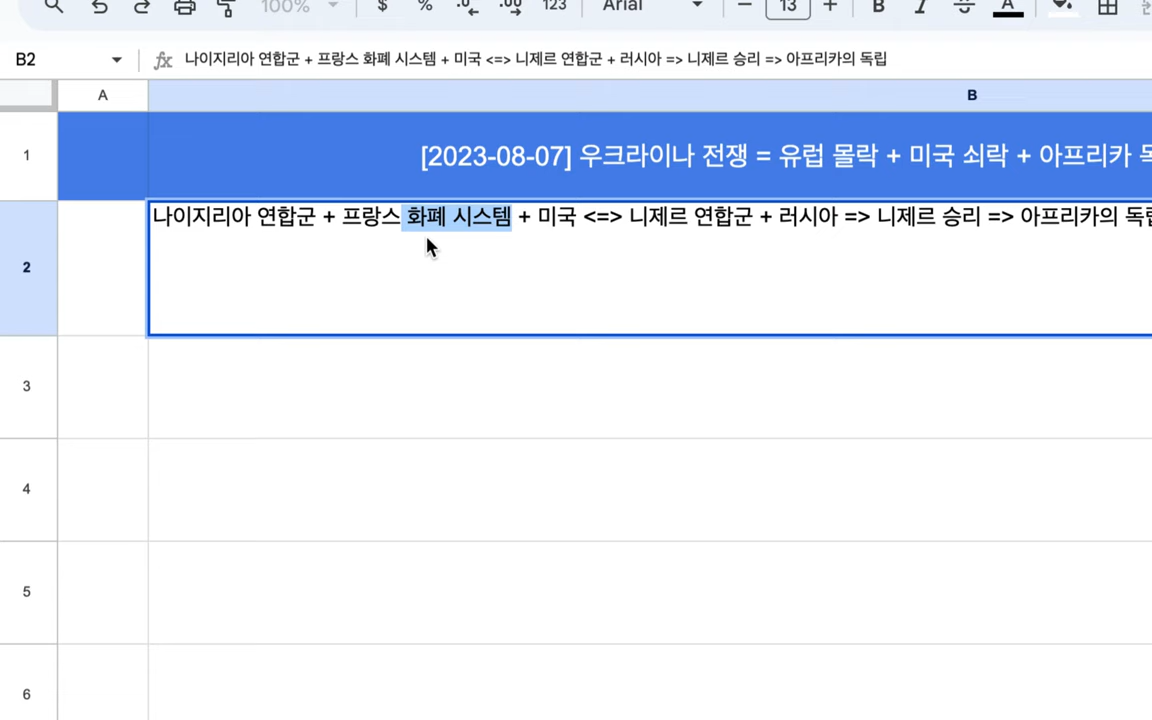 100% $ % .0 .00 123 Arial 13 B I A
B2 fx 나이지리아 연합군 + 프랑스 화폐 시스템 + 미국 <=> 니제르 연합군 + 러시아 => 니제르 승리 => 아프리카의 독립
A B
1 [2023-08-07] 우크라이나 전쟁 = 유럽 몰락 + 미국 쇠락 + 아프리카
2 나이지리아 연합군 + 프랑스 화폐 시스템 + 미국 <=> 니제르 연합군 + 러시아 => 니제르 승리 => 아프리카의
3
4
5
6